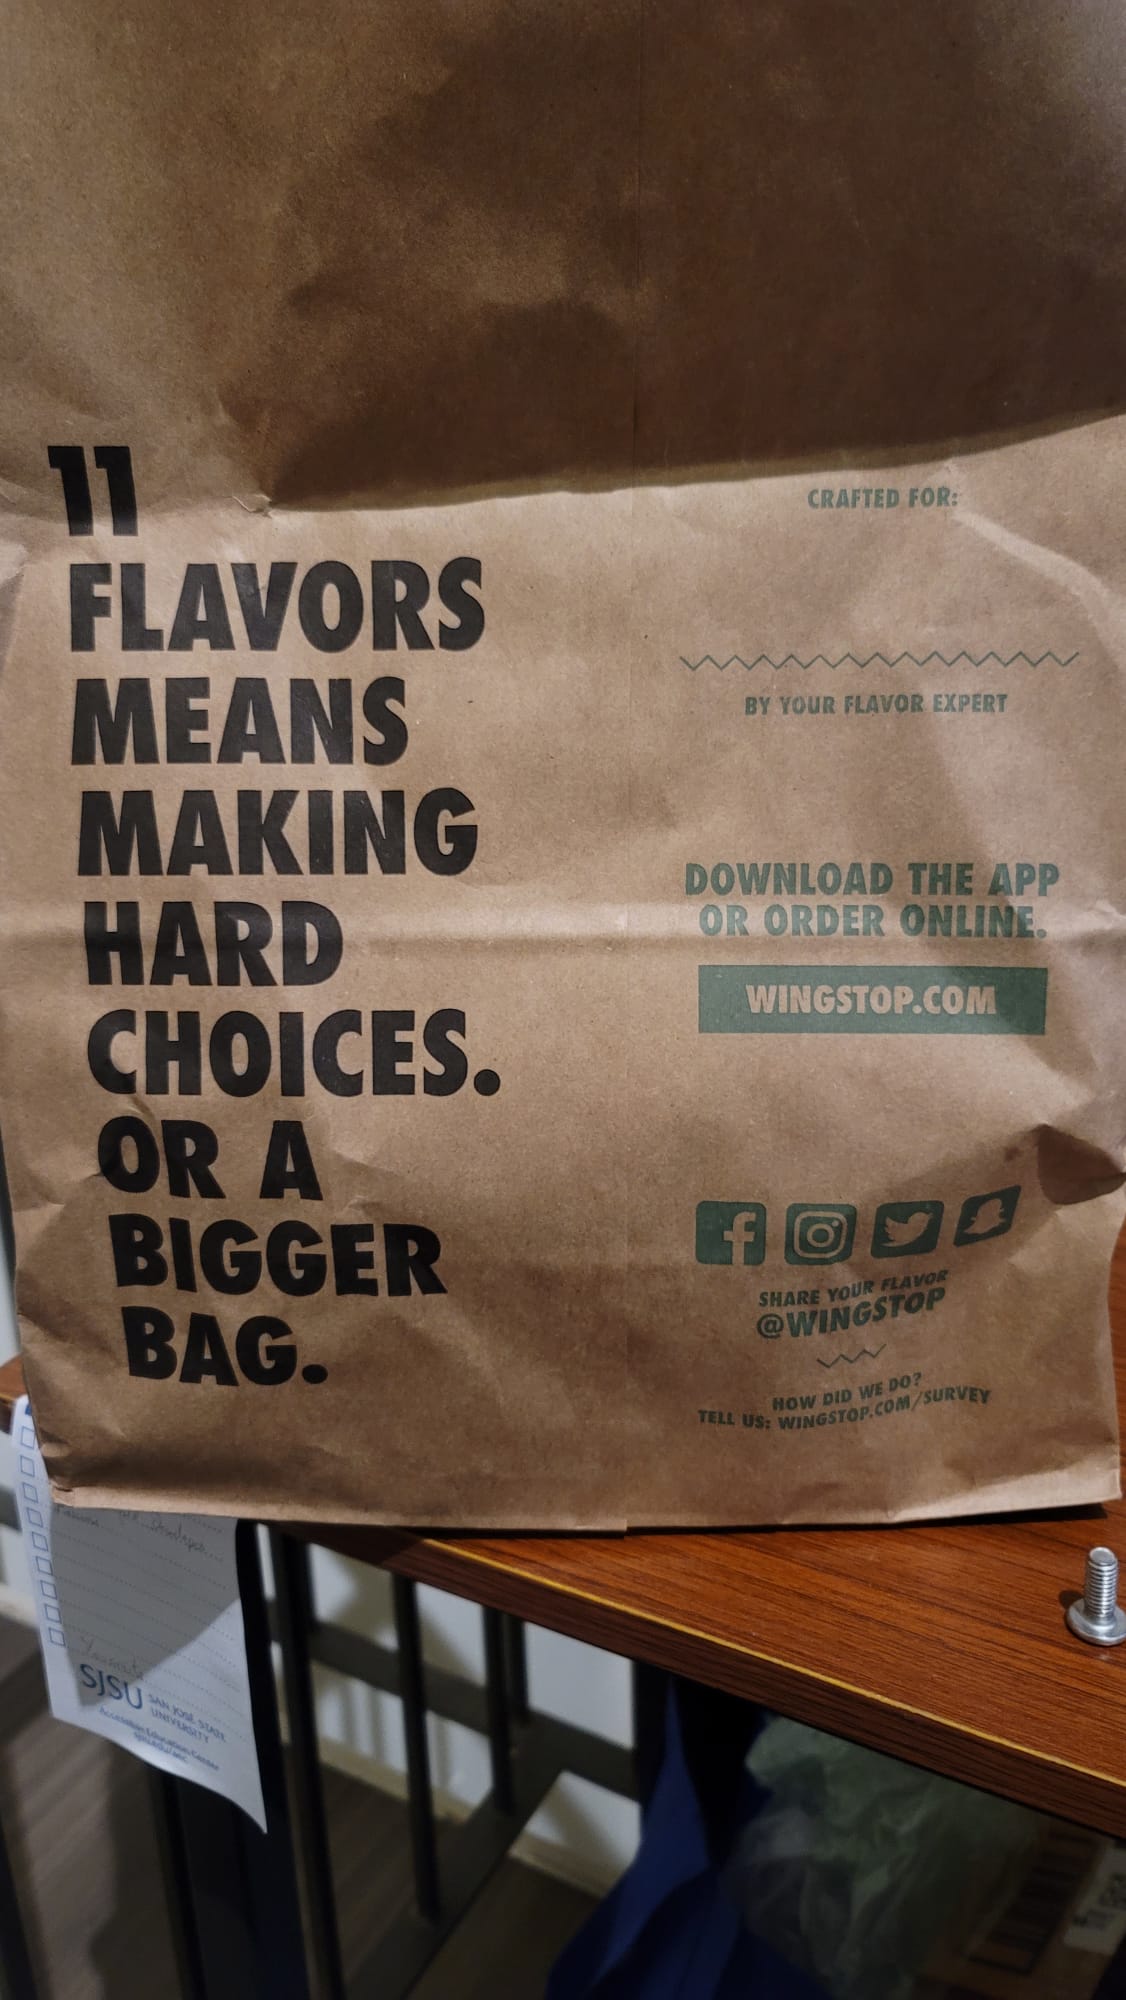 11
FLAVORS
MEANS
MAKING
HARD
CHOICES.
OR A
BIGGER
BAG.
CRAFTED FOR:
BY YOUR FLAVOR EXPERT
DOWNLOAD THE APP
OR ORDER ONLINE.
WINGSTOP.COM
SHARE YOUR FLAVOR
@WINGSTOP
HOW DID WE DO?
TELL US: WINGSTOP.COM/SURVEY
SJSU SAN JOSÉ STATE
UNIVERSITY
Education Center